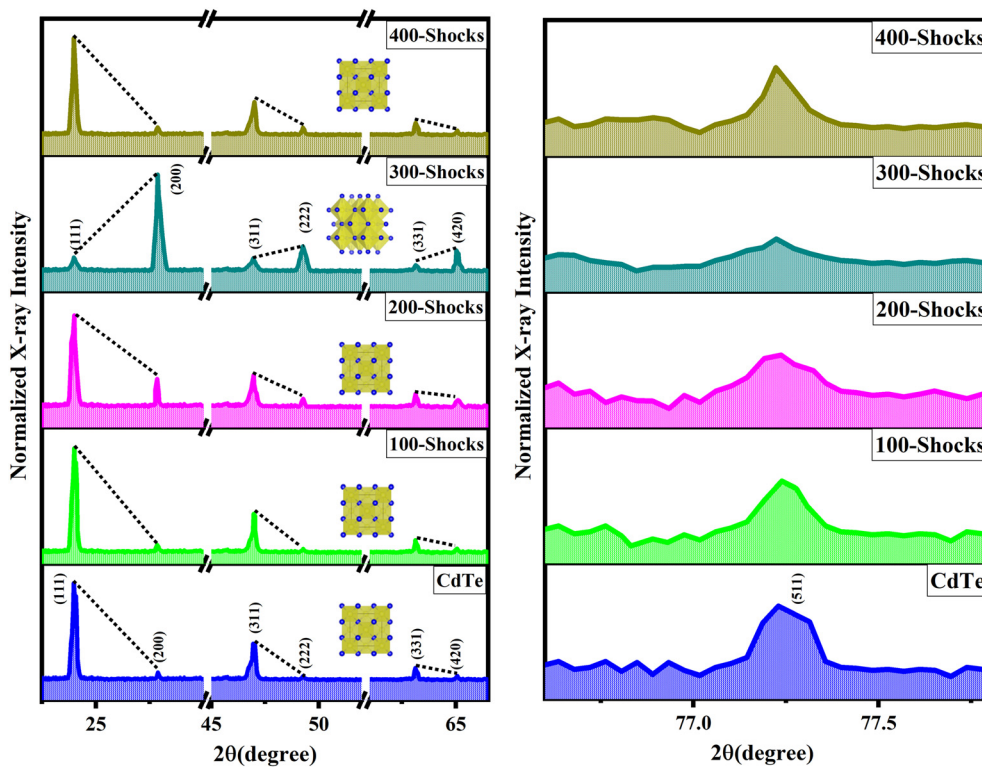 400-Shocks
300-Shocks
(111)
(200)
(311)
(222)
(331)
(420)
200-Shocks
100-Shocks
CdTe
(111)
(200)
(311)
(222)
(331)
(420)
Normalized X-ray Intensity
25
45
50
65
2θ(degree)
400-Shocks
300-Shocks
200-Shocks
100-Shocks
CdTe
(511)
Normalized X-ray Intensity
77.0
77.5
2θ(degree)